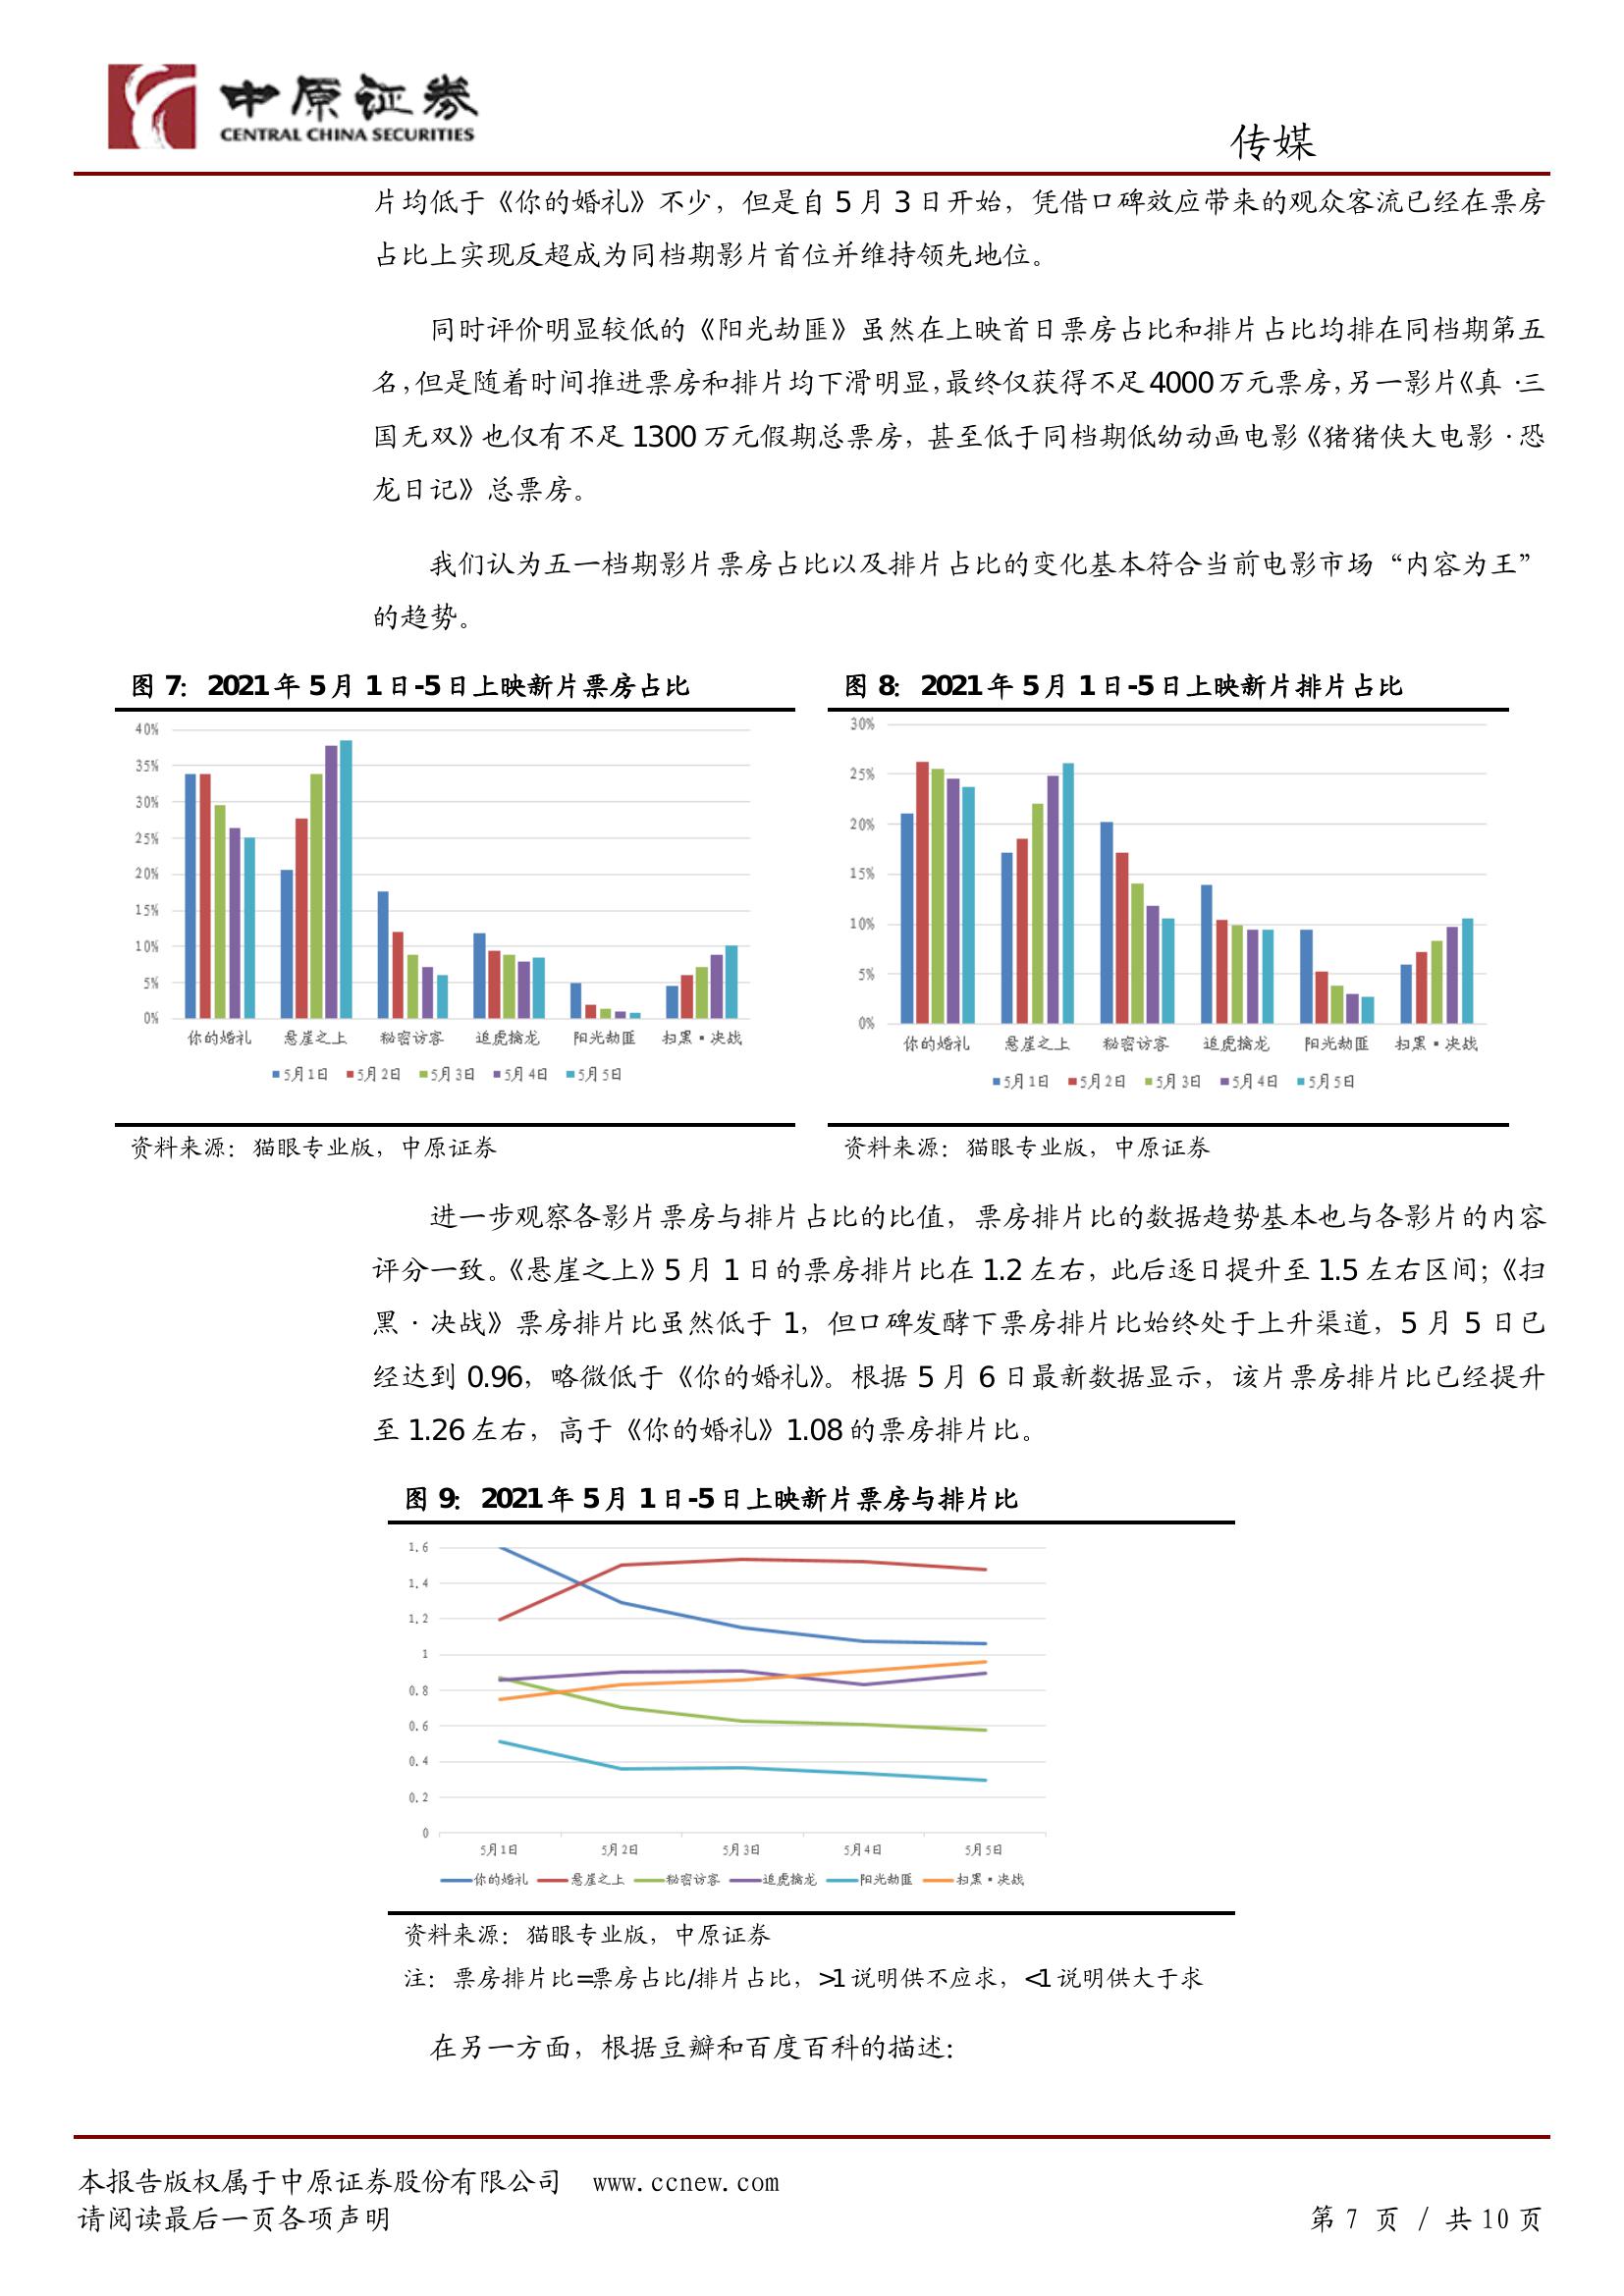 中原证券
CENTRAL CHINA SECURITIES
传媒
片均低于《你的婚礼》不少，但是自 5 月 3 日开始，凭借口碑效应带来的观众客流已经在票房
占比上实现反超成为同档期影片首位并维持领先地位。
同时评价明显较低的《阳光劫匪》虽然在上映首日票房占比和排片占比均排在同档期第五
名，但是随着时间推进票房和排片均下滑明显，最终仅获得不足 4000 万元票房，另一影片《真·三
国无双》也仅有不足 1300 万元假期总票房，甚至低于同档期低幼动画电影《猪猪侠大电影·恐
龙日记》总票房。
我们认为五一档期影片票房占比以及排片占比的变化基本符合当前电影市场“内容为王”
的趋势。
图 7：2021 年 5 月 1 日-5 日上映新片票房占比
40%
35%
30%
25%
20%
15%
10%
5%
0%
你的婚礼 悬崖之上 秘密访客 追虎擒龙 阳光劫匪 扫黑·决战
5月1日 5月2日 5月3日 5月4日 5月5日
资料来源：猫眼专业版，中原证券
图 8：2021 年 5 月 1 日-5 日上映新片排片占比
30%
25%
20%
15%
10%
5%
0%
你的婚礼 悬崖之上 秘密访客 追虎擒龙 阳光劫匪 扫黑·决战
5月1日 5月2日 5月3日 5月4日 5月5日
资料来源：猫眼专业版，中原证券
进一步观察各影片票房与排片占比的比值，票房排片比的数据趋势基本也与各影片的内容
评分一致。《悬崖之上》5 月 1 日的票房排片比在 1.2 左右，此后逐日提升至 1.5 左右区间；《扫
黑·决战》票房排片比虽然低于 1，但口碑发酵下票房排片比始终处于上升渠道，5 月 5 日已
经达到 0.96，略微低于《你的婚礼》。根据 5 月 6 日最新数据显示，该片票房排片比已经提升
至 1.26 左右，高于《你的婚礼》1.08 的票房排片比。
图 9：2021 年 5 月 1 日-5 日上映新片票房与排片比
1.6
1.4
1.2
1
0.8
0.6
0.4
0.2
0
5月1日 5月2日 5月3日 5月4日 5月5日
你的婚礼 悬崖之上 秘密访客 追虎擒龙 阳光劫匪 扫黑·决战
资料来源：猫眼专业版，中原证券
注：票房排片比=票房占比/排片占比，>1 说明供不应求，<1 说明供大于求
在另一方面，根据豆瓣和百度百科的描述：
本报告版权属于中原证券股份有限公司 www.ccnew.com
请阅读最后一页各项声明
第 7 页 / 共 10 页